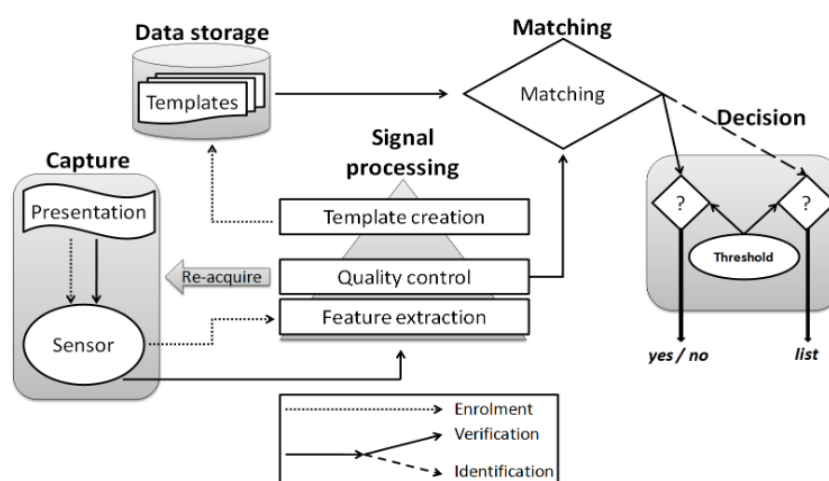 Data storage
Templates
Matching
Matching
Decision
?
?
Threshold
yes / no
list
Capture
Presentation
Sensor
Signal
processing
Template creation
Re-acquire
Quality control
Feature extraction
Enrolment
Verification
Identification